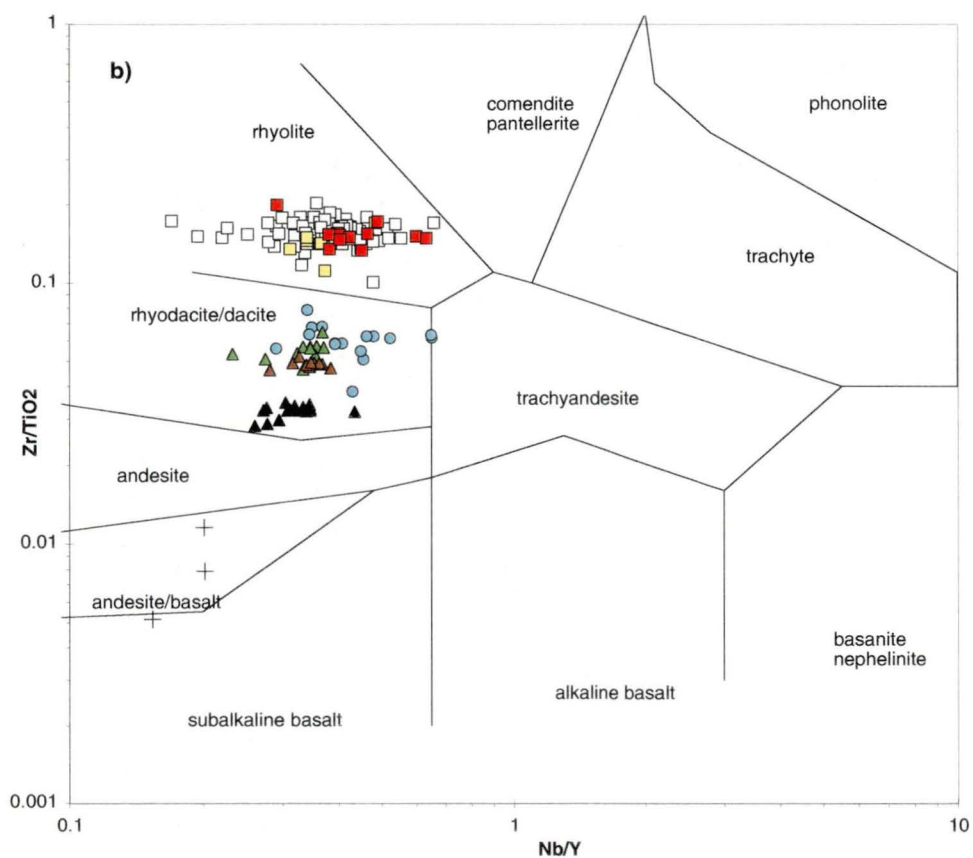 1
b)
comendite
pantellerite
phonolite
rhyolite
trachyte
0.1
rhyodacite/dacite
trachyandesite
Zr/TiO2
andesite
0.01
andesite/basalt
basanite
nephelinite
alkaline basalt
subalkaline basalt
0.001
0.1
1
10
Nb/Y